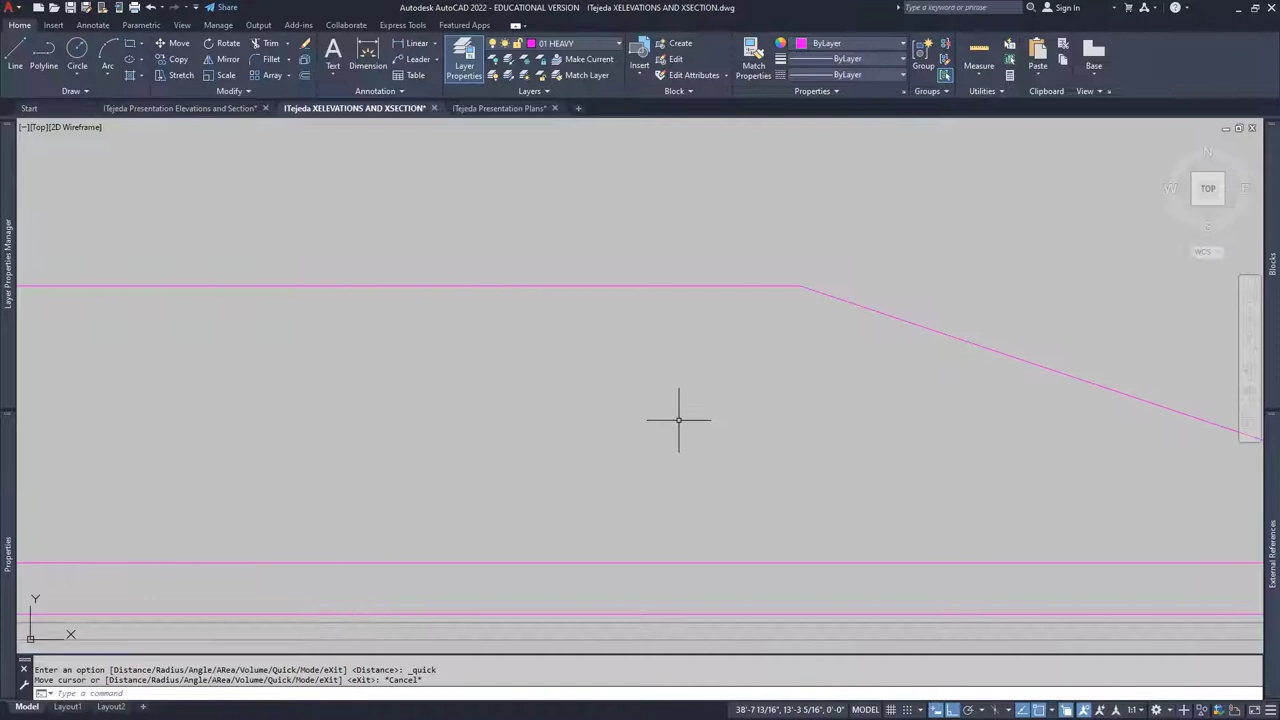 Share
Autodesk AutoCAD 2022 - EDUCATIONAL VERSION    ITejeda XELEVATIONS AND XSECTION.dwg
Type a keyword or phrase
Sign In
Home Insert Annotate Parametric View Manage Output Add-ins Collaborate Express Tools Featured Apps
Line Polyline Circle Arc
Move Rotate Trim
Copy Mirror Fillet
Stretch Scale Array
Text Dimension
Linear
Leader
Table
Layer Properties
01 HEAVY
Make Current
Match Layer
Insert
Create
Edit
Edit Attributes
Match Properties
ByLayer
ByLayer
ByLayer
Group
Measure
Paste
Base
Draw Modify Annotation Layers Block Properties Groups Utilities Clipboard View
Start ITejeda Presentation Elevations and Section* ITejeda XELEVATIONS AND XSECTION* ITejeda Presentation Plans*
[−][Top][2D Wireframe]
N
W TOP E
S
WCS
Layer Properties Manager
Properties
Blocks
External References
Y
X
Enter an option [Distance/Radius/Angle/ARea/Volume/Quick/Mode/eXit] <Distance>: _quick
Move cursor or [Distance/Radius/Angle/ARea/Volume/Quick/Mode/eXit] <eXit>: *Cancel*
Type a command
Model Layout1 Layout2 +
38'-7 13/16", 13'-3 5/16", 0'-0" MODEL 1:1